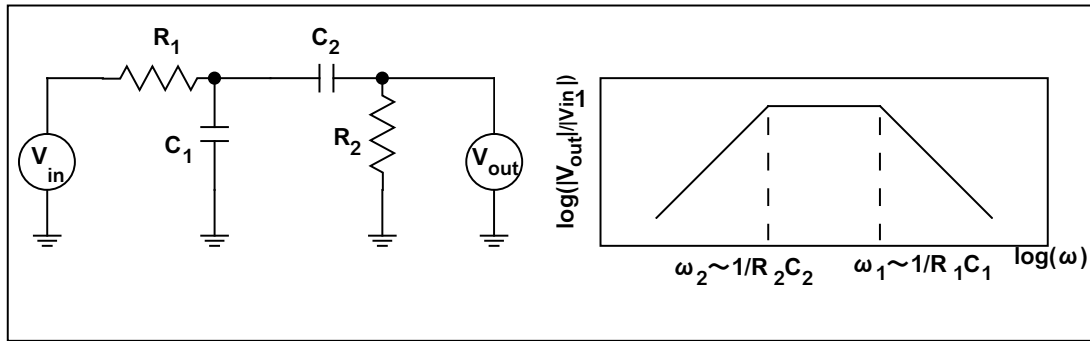 R1
C2
C1
R2
Vin
Vout
log(|Vout|/|Vin|)
1
ω2~1/R2C2
ω1~1/R1C1
log(ω)